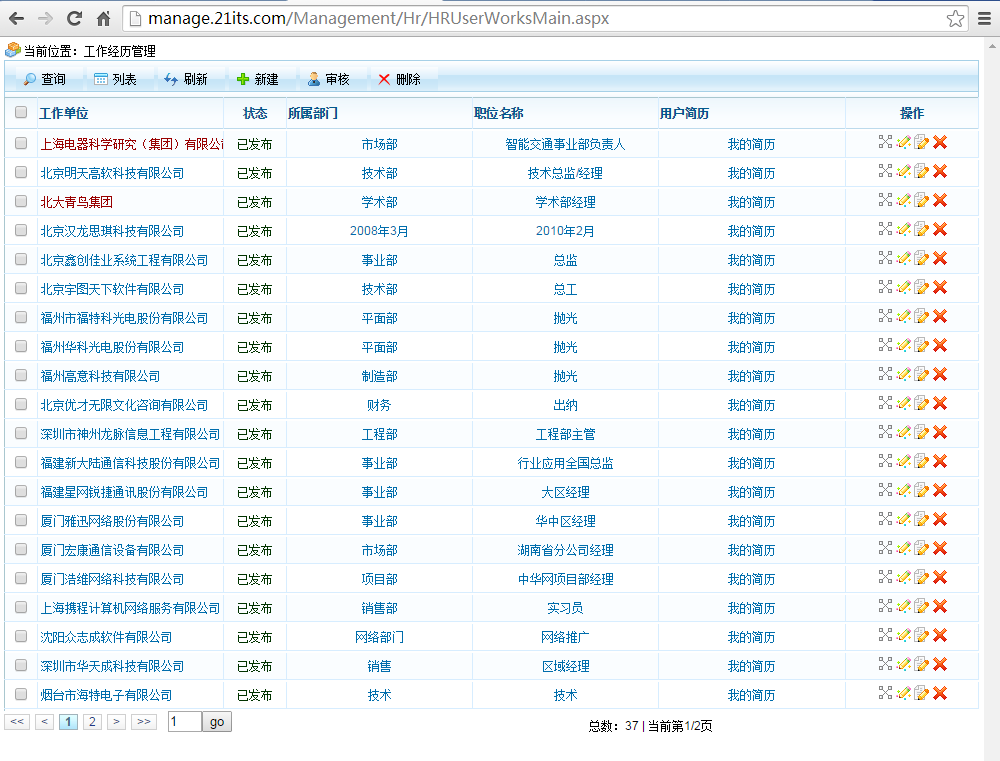 manage.21its.com/Management/Hr/HRUserWorksMain.aspx
当前位置：工作经历管理
查询 列表 刷新 新建 审核 删除
工作单位 状态 所属部门 职位名称 用户简历 操作
上海电器科学研究（集团）有限公 已发布 市场部 智能交通事业部负责人 我的简历
北京明天高软科技有限公司 已发布 技术部 技术总监/经理 我的简历
北大青鸟集团 已发布 学术部 学术部经理 我的简历
北京汉龙思琪科技有限公司 已发布 2008年3月 2010年2月 我的简历
北京鑫创佳业系统工程有限公司 已发布 事业部 总监 我的简历
北京宇图天下软件有限公司 已发布 技术部 总工 我的简历
福州市福特科光电股份有限公司 已发布 平面部 抛光 我的简历
福州华科光电股份有限公司 已发布 平面部 抛光 我的简历
福州高意科技有限公司 已发布 制造部 抛光 我的简历
北京优才无限文化咨询有限公司 已发布 财务 出纳 我的简历
深圳市神州龙脉信息工程有限公司 已发布 工程部 工程部主管 我的简历
福建新大陆通信科技股份有限公司 已发布 事业部 行业应用全国总监 我的简历
福建星网锐捷通讯股份有限公司 已发布 事业部 大区经理 我的简历
厦门雅迅网络股份有限公司 已发布 事业部 华中区经理 我的简历
厦门宏康通信设备有限公司 已发布 市场部 湖南省分公司经理 我的简历
厦门浩维网络科技有限公司 已发布 项目部 中华网项目部经理 我的简历
上海携程计算机网络服务有限公司 已发布 销售部 实习员 我的简历
沈阳众志成软件有限公司 已发布 网络部门 网络推广 我的简历
深圳市华天成科技有限公司 已发布 销售 区域经理 我的简历
烟台市海特电子有限公司 已发布 技术 技术 我的简历
<< < 1 2 > >> 1 go 总数：37 | 当前第1/2页